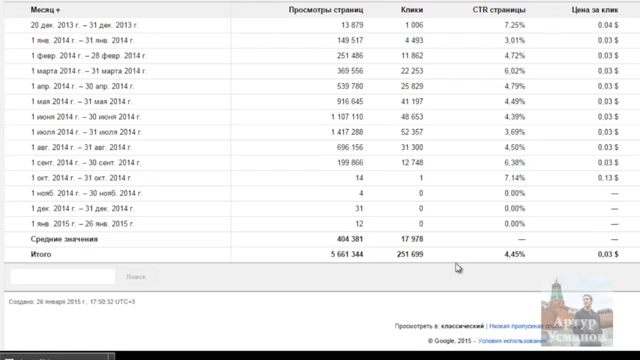 Месяц ↑ Просмотры страниц Клики CTR страницы Цена за клик
20 дек. 2013 г. – 31 дек. 2013 г. 13 879 1 006 7,25% 0,04 $
1 янв. 2014 г. – 31 янв. 2014 г. 149 517 4 493 3,01% 0,03 $
1 февр. 2014 г. – 28 февр. 2014 г. 251 486 11 862 4,72% 0,03 $
1 марта 2014 г. – 31 марта 2014 г. 369 556 22 253 6,02% 0,03 $
1 апр. 2014 г. – 30 апр. 2014 г. 539 780 25 829 4,79% 0,03 $
1 мая 2014 г. – 31 мая 2014 г. 916 645 41 197 4,49% 0,03 $
1 июня 2014 г. – 30 июня 2014 г. 1 107 110 48 653 4,39% 0,03 $
1 июля 2014 г. – 31 июля 2014 г. 1 417 288 52 357 3,69% 0,03 $
1 авг. 2014 г. – 31 авг. 2014 г. 696 156 31 300 4,50% 0,03 $
1 сент. 2014 г. – 30 сент. 2014 г. 199 866 12 748 6,38% 0,03 $
1 окт. 2014 г. – 31 окт. 2014 г. 14 1 7,14% 0,13 $
1 нояб. 2014 г. – 30 нояб. 2014 г. 4 0 0,00% —
1 дек. 2014 г. – 31 дек. 2014 г. 31 0 0,00% —
1 янв. 2015 г. – 26 янв. 2015 г. 12 0 0,00% —
Средние значения 404 381 17 978 — —
Итого 5 661 344 251 699 4,45% 0,03 $
Поиск
Создано: 26 января 2015 г., 17:50:32 UTC+3
Просмотреть в: классический | Низкая пропускная
© Google, 2015 - Условия использования
Артур
Усманов